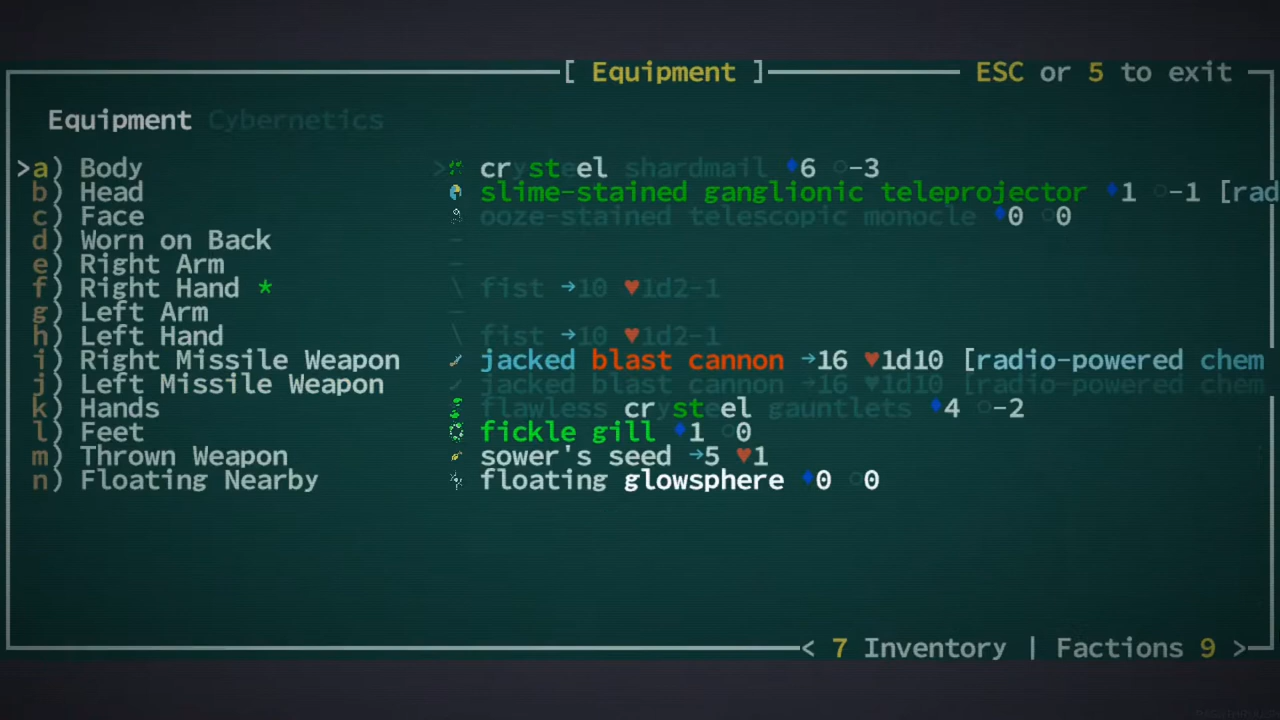 [ Equipment ] ESC or 5 to exit
Equipment Cybernetics
>a) Body > crysteel shardmail ♦6 ○-3
b) Head slime-stained ganglionic teleprojector ♦1 ○-1 [rad
c) Face ooze-stained telescopic monocle ♦0 ○0
d) Worn on Back -
e) Right Arm -
f) Right Hand * \ fist →10 ♥1d2-1
g) Left Arm -
h) Left Hand \ fist →10 ♥1d2-1
i) Right Missile Weapon jacked blast cannon →16 ♥1d10 [radio-powered chem
j) Left Missile Weapon jacked blast cannon →16 ♥1d10 [radio-powered chem
k) Hands flawless crysteel gauntlets ♦4 ○-2
l) Feet fickle gill ♦1 ○0
m) Thrown Weapon sower's seed →5 ♥1
n) Floating Nearby floating glowsphere ♦0 ○0
< 7 Inventory | Factions 9 >